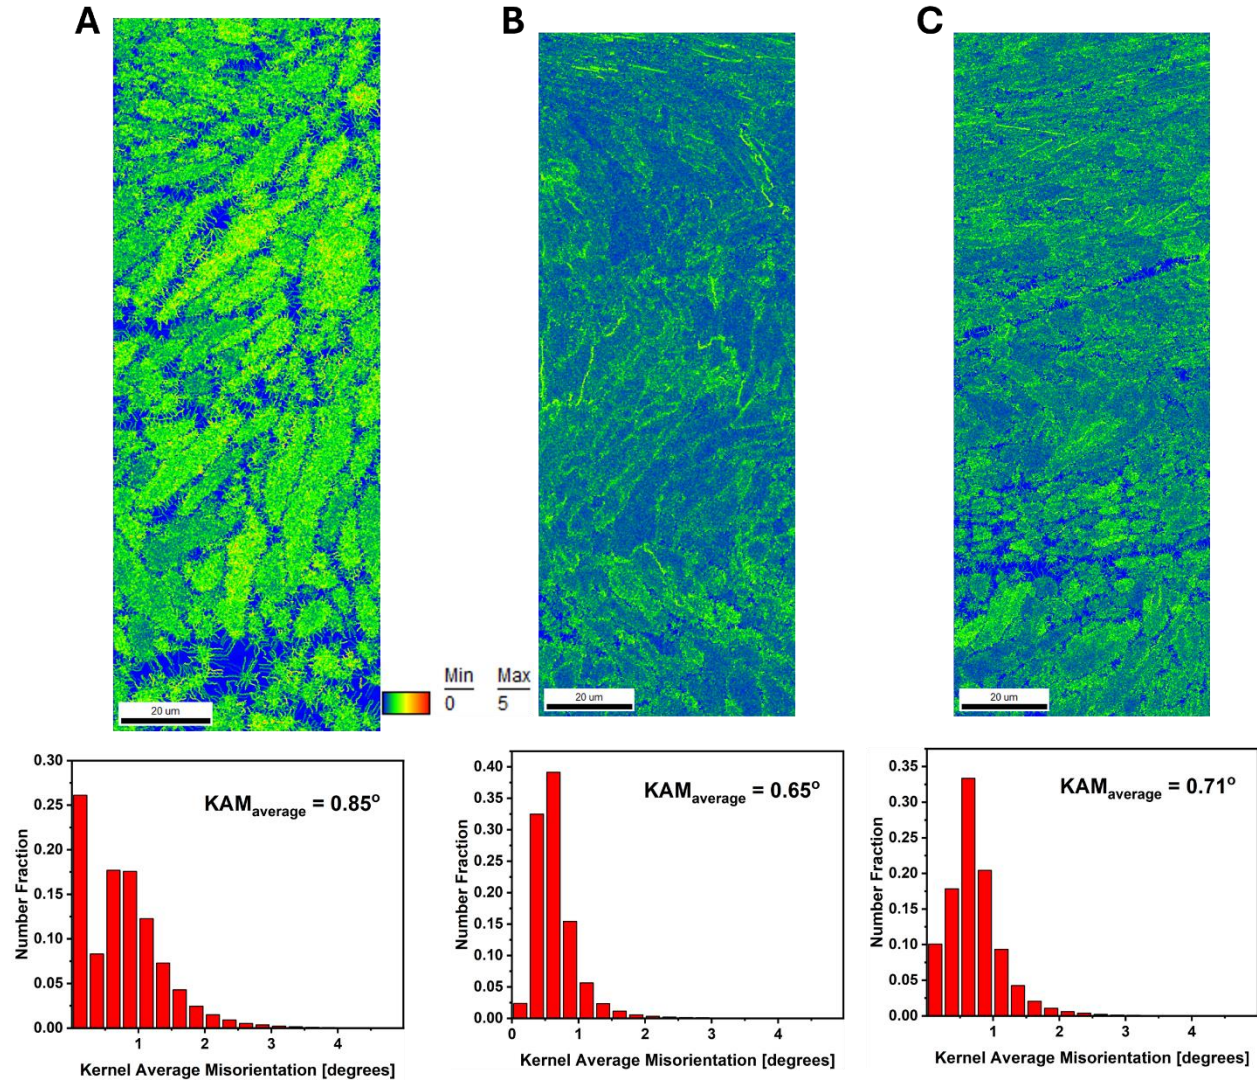 A
B
C
Min Max
0 5
20 um
20 um
20 um
0.30
0.25
0.20
0.15
0.10
0.05
0.00
Number Fraction
KAMaverage = 0.85o
1 2 3 4
Kernel Average Misorientation [degrees]
0.40
0.35
0.30
0.25
0.20
0.15
0.10
0.05
0.00
Number Fraction
KAMaverage = 0.65o
0 1 2 3 4
Kernel Average Misorientation [degrees]
0.35
0.30
0.25
0.20
0.15
0.10
0.05
0.00
Number Fraction
KAMaverage = 0.71o
1 2 3 4
Kernel Average Misorientation [degrees]